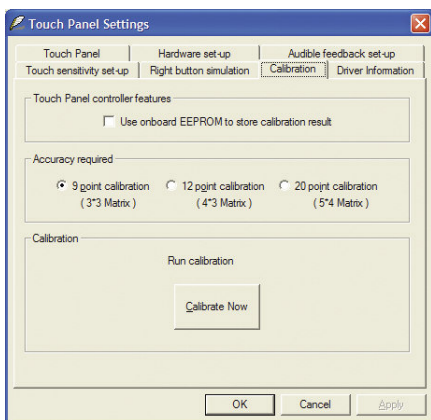 Touch Panel Settings
Touch Panel Hardware set-up Audible feedback set-up
Touch sensitivity set-up Right button simulation Calibration Driver Information
Touch Panel controller features
Use onboard EEPROM to store calibration result
Accuracy required
9 point calibration 12 point calibration 20 point calibration
( 3*3 Matrix ) ( 4*3 Matrix ) ( 5*4 Matrix )
Calibration
Run calibration
Calibrate Now
OK Cancel Apply